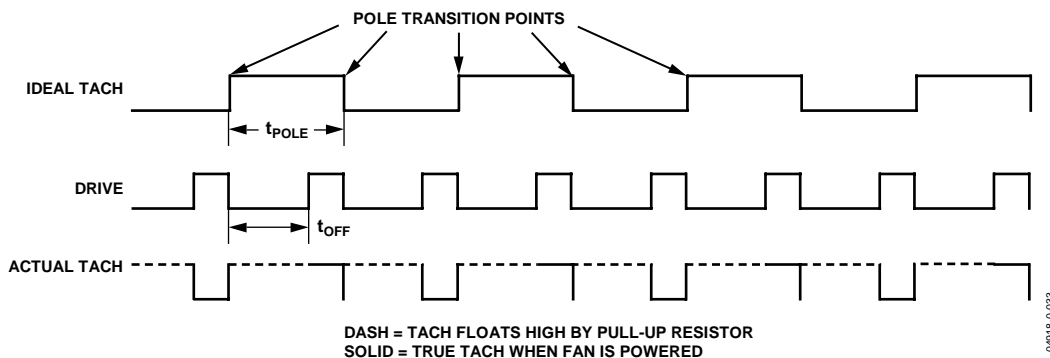 POLE TRANSITION POINTS
IDEAL TACH
tPOLE
DRIVE
tOFF
ACTUAL TACH
DASH = TACH FLOATS HIGH BY PULL-UP RESISTOR
SOLID = TRUE TACH WHEN FAN IS POWERED